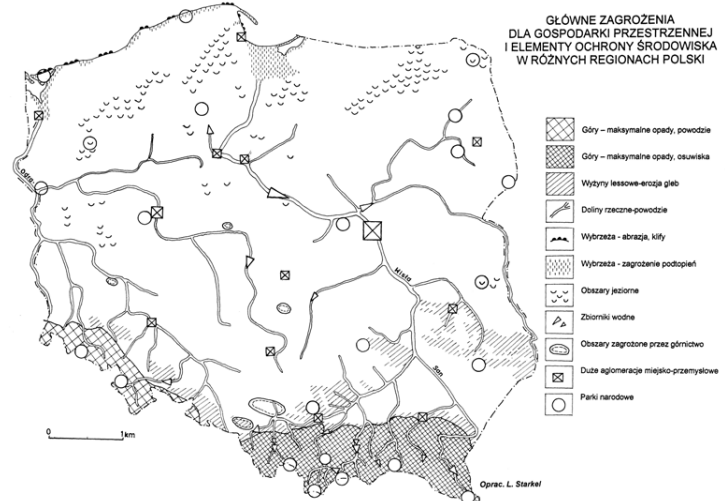 GŁÓWNE ZAGROŻENIA
DLA GOSPODARKI PRZESTRZENNEJ
I ELEMENTY OCHRONY ŚRODOWISKA
W RÓŻNYCH REGIONACH POLSKI
Góry – maksymalne opady, powodzie
Góry – maksymalne opady, osuwiska
Wyżyny lessowe-erozja gleb
Doliny rzeczne-powodzie
Wybrzeża - abrazja, klify
Wybrzeża - zagrożenie podtopień
Obszary jeziorne
Zbiorniki wodne
Obszary zagrożone przez górnictwo
Duże aglomeracje miejsko-przemysłowe
Parki narodowe
Odra
Wisła
San
0 1 km
Oprac. L. Starkel